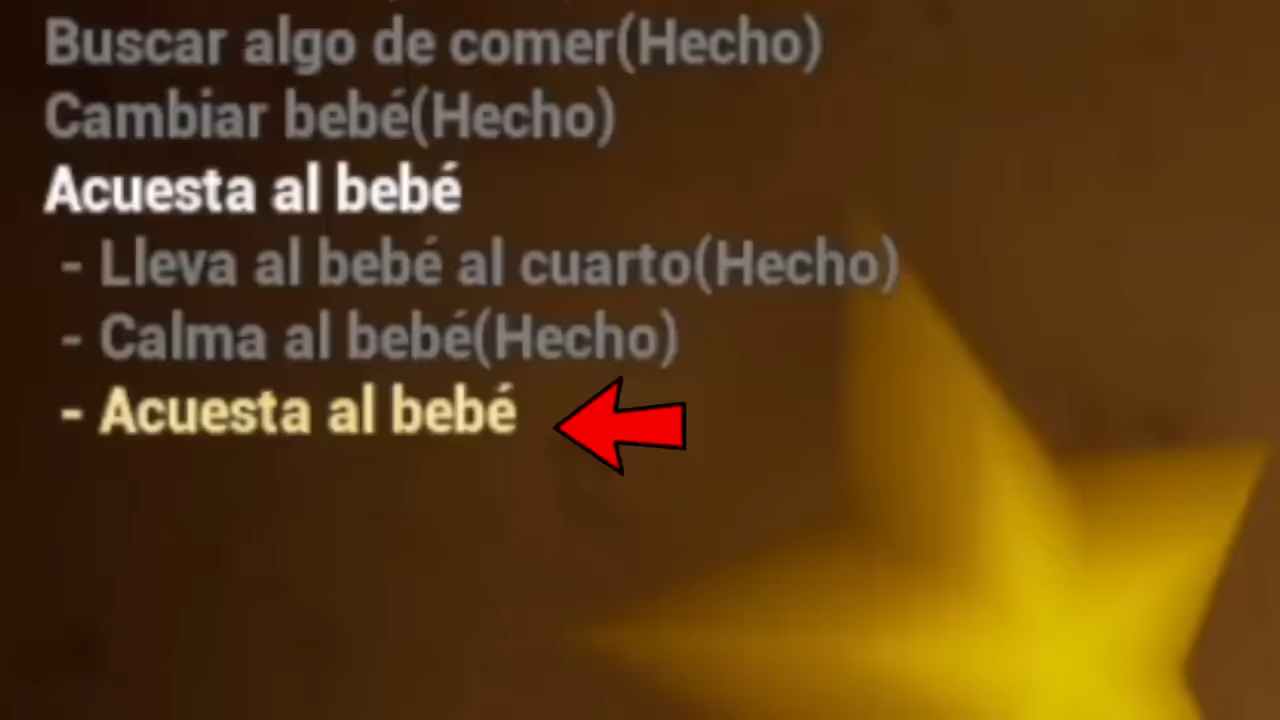 Buscar algo de comer(Hecho)
Cambiar bebé(Hecho)
Acuesta al bebé
- Lleva al bebé al cuarto(Hecho)
- Calma al bebé(Hecho)
- Acuesta al bebé